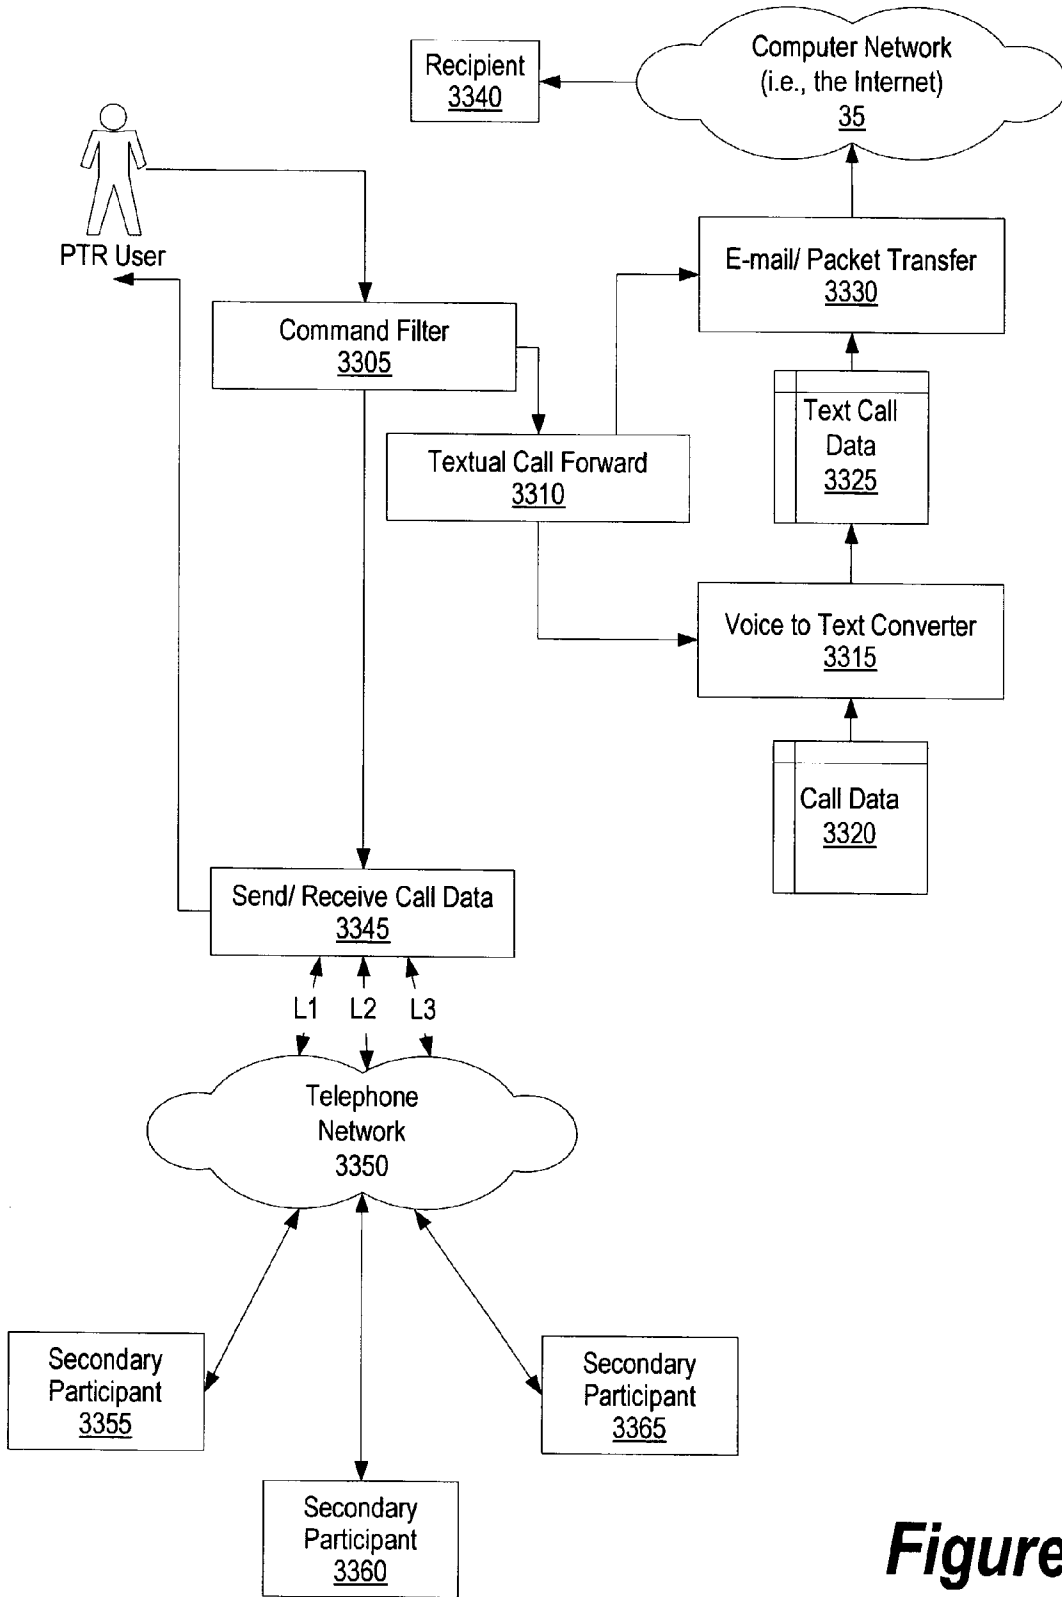 Computer Network
(i.e., the Internet)
35
Recipient
3340
PTR User
E-mail/ Packet Transfer
3330
Command Filter
3305
Text Call
Data
3325
Textual Call Forward
3310
Voice to Text Converter
3315
Call Data
3320
Send/ Receive Call Data
3345
L1 L2 L3
Telephone
Network
3350
Secondary
Participant
3355
Secondary
Participant
3365
Secondary
Participant
3360
Figure